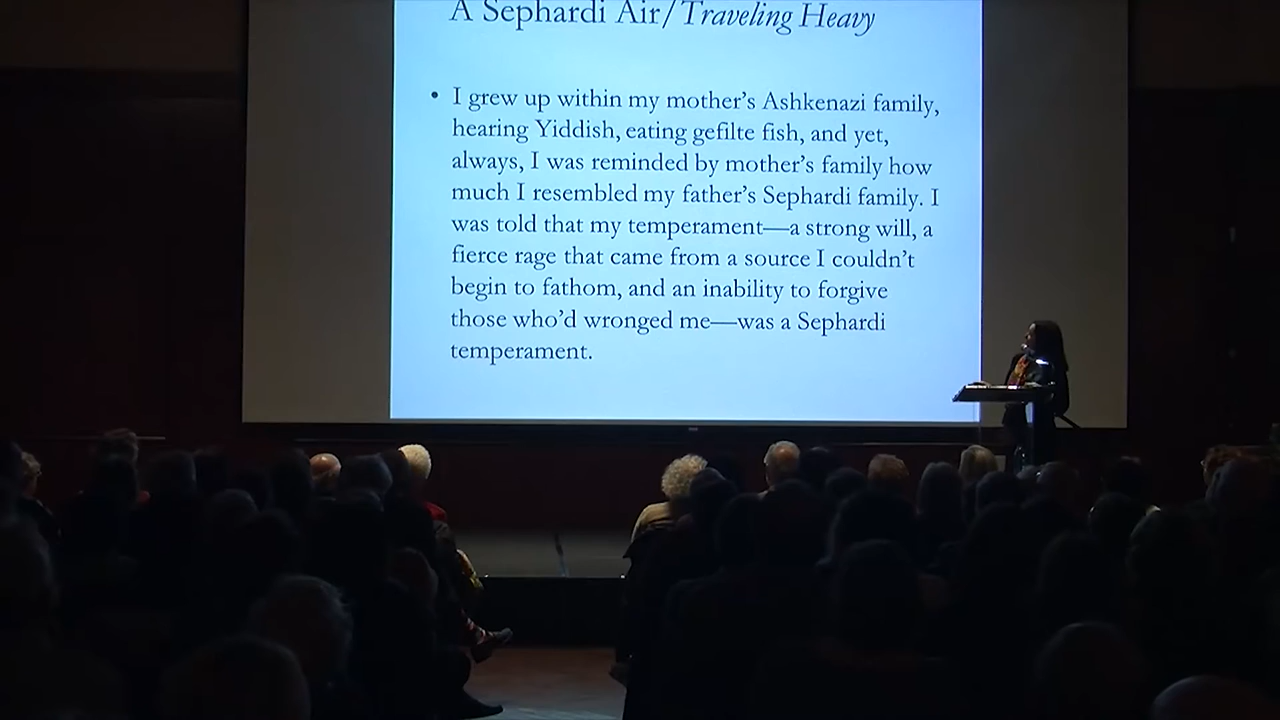 A Sephardi Air/Traveling Heavy
• I grew up within my mother's Ashkenazi family,
hearing Yiddish, eating gefilte fish, and yet,
always, I was reminded by mother's family how
much I resembled my father's Sephardi family. I
was told that my temperament—a strong will, a
fierce rage that came from a source I couldn't
begin to fathom, and an inability to forgive
those who'd wronged me—was a Sephardi
temperament.